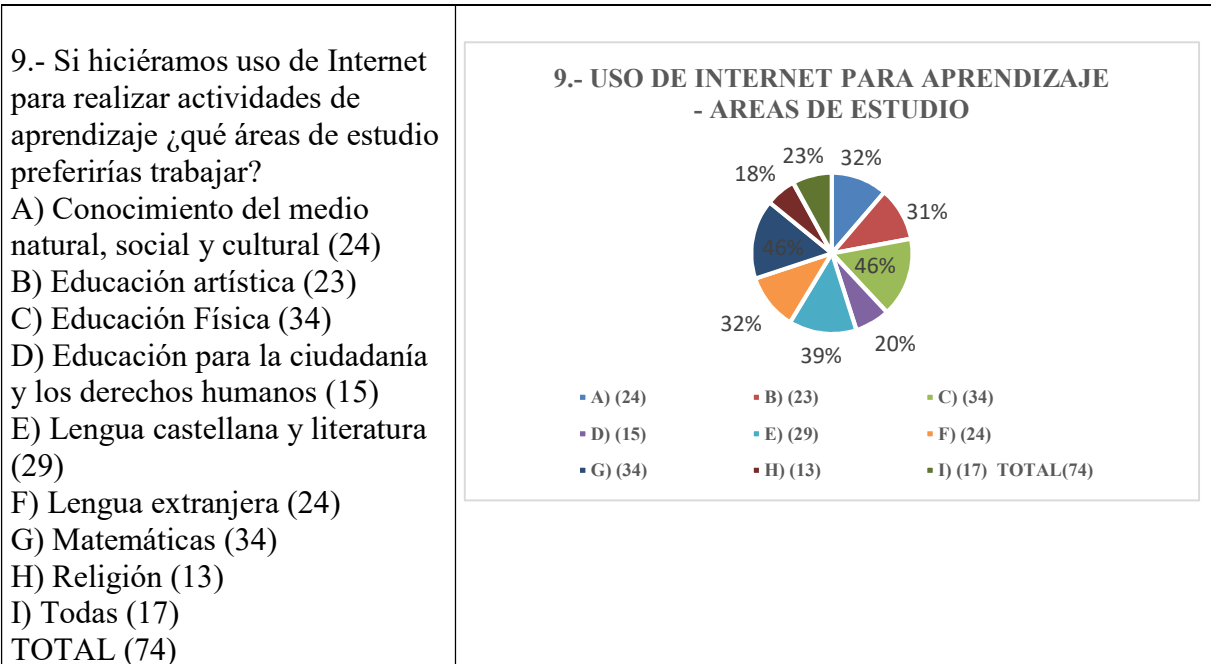 9.- Si hiciéramos uso de Internet
para realizar actividades de
aprendizaje ¿qué áreas de estudio
preferirías trabajar?
A) Conocimiento del medio
natural, social y cultural (24)
B) Educación artística (23)
C) Educación Física (34)
D) Educación para la ciudadanía
y los derechos humanos (15)
E) Lengua castellana y literatura
(29)
F) Lengua extranjera (24)
G) Matemáticas (34)
H) Religión (13)
I) Todas (17)
TOTAL (74)
9.- USO DE INTERNET PARA APRENDIZAJE
- AREAS DE ESTUDIO
23% 32%
18%
31%
46%
46%
32%
20%
39%
A) (24) B) (23) C) (34)
D) (15) E) (29) F) (24)
G) (34) H) (13) I) (17) TOTAL(74)